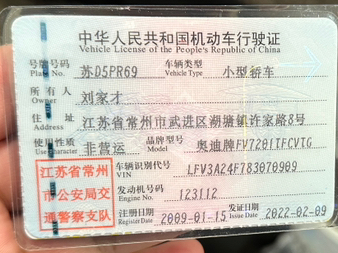 中华人民共和国机动车行驶证
Vehicle License of the People's Republic of China
号牌号码 苏D5PR69 车辆类型 小型轿车
Plate No. Vehicle Type
所有人 刘家才
Owner
住址 江苏省常州市武进区湖塘镇许家路8号
Address
使用性质 非营运 品牌型号 奥迪牌FV7201TFCVTG
Use Character Model
江苏省常州 车辆识别代号 LFV3A24F783070909
VIN
市公安局交 发动机号码 123112
Engine No.
通警察支队 注册日期 2009-01-15 发证日期 2022-02-09
Register Date Issue Date